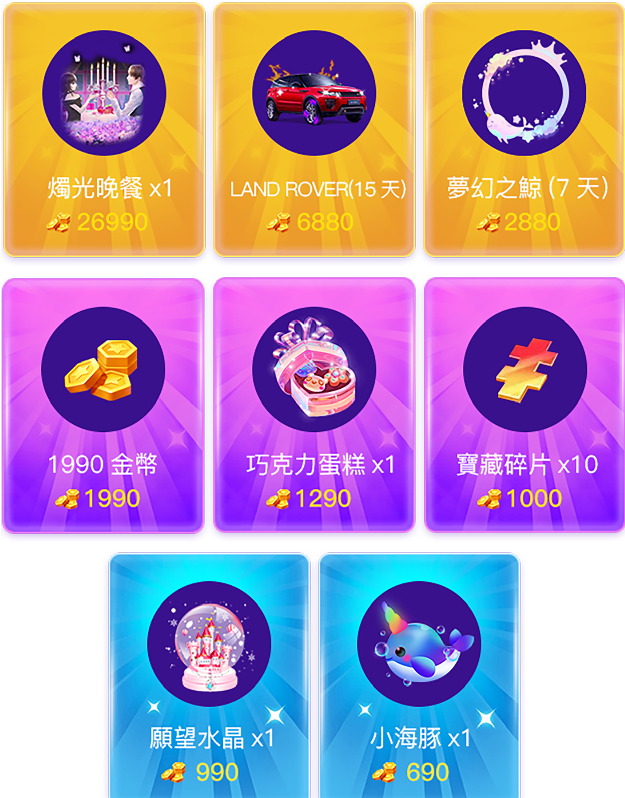 燭光晚餐 x1
26990
LAND ROVER(15 天)
6880
夢幻之鯨 (7 天)
2880
1990 金幣
1990
巧克力蛋糕 x1
1290
寶藏碎片 x10
1000
願望水晶 x1
990
小海豚 x1
690